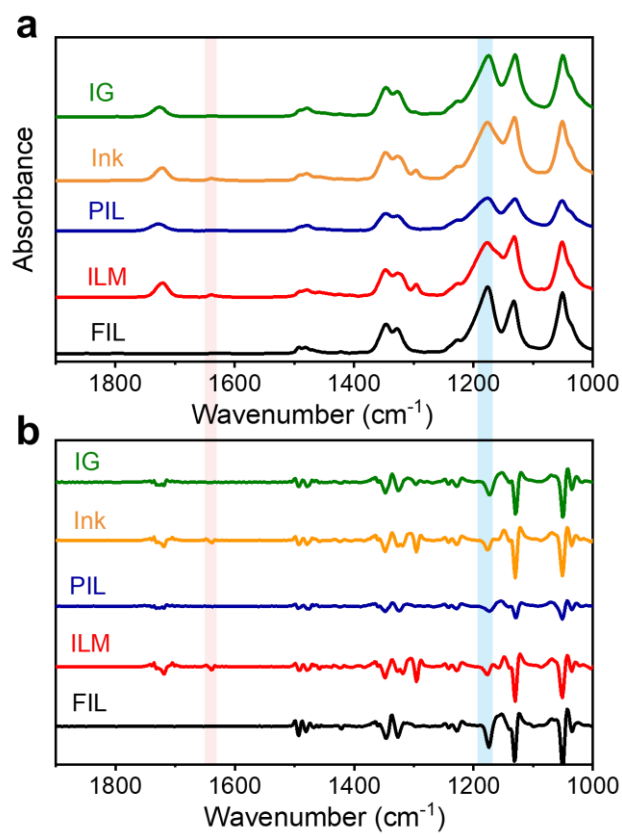 a
Absorbance
IG
Ink
PIL
ILM
FIL
1800 1600 1400 1200 1000
Wavenumber (cm⁻¹)
b
IG
Ink
PIL
ILM
FIL
1800 1600 1400 1200 1000
Wavenumber (cm⁻¹)